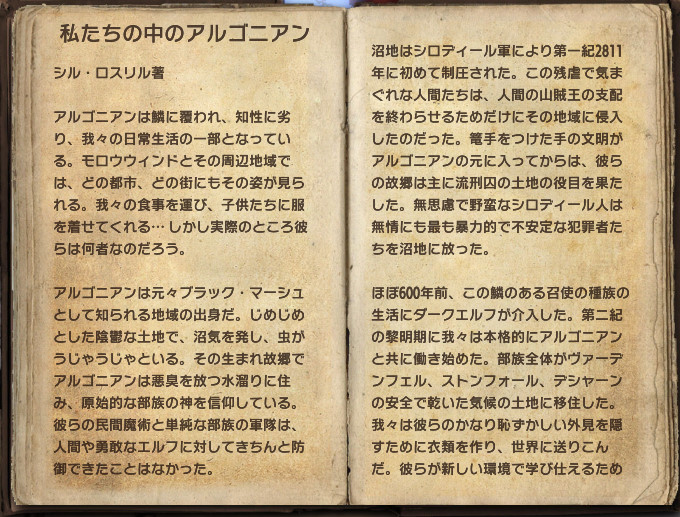 私たちの中のアルゴニアン
シル・ロスリル著
アルゴニアンは鱗に覆われ、知性に劣
り、我々の日常生活の一部となってい
る。モロウウィンドとその周辺地域で
は、どの都市、どの街にもその姿が見ら
れる。我々の食事を運び、子供たちに服
を着せてくれる… しかし実際のところ彼
らは何者なのだろう。
アルゴニアンは元々ブラック・マーシュ
として知られる地域の出身だ。じめじめ
とした陰鬱な土地で、沼気を発し、虫が
うじゃうじゃといる。その生まれ故郷で
アルゴニアンは悪臭を放つ水溜りに住
み、原始的な部族の神を信仰している。
彼らの民間魔術と単純な部族の軍隊は、
人間や勇敢なエルフに対してきちんと防
御できたことはなかった。
沼地はシロディール軍により第一紀2811
年に初めて制圧された。この残虐で気ま
ぐれな人間たちは、人間の山賊王の支配
を終わらせるためだけにその地域に侵入
したのだった。篭手をつけた手の文明が
アルゴニアンの元に入ってからは、彼ら
の故郷は主に流刑囚の土地の役目を果た
した。無思慮で野蛮なシロディール人は
無情にも最も暴力的で不安定な犯罪者た
ちを沼地に放った。
ほぼ600年前、この鱗のある召使の種族の
生活にダークエルフが介入した。第二紀
の黎明期に我々は本格的にアルゴニアン
と共に働き始めた。部族全体がヴァーデ
ンフェル、ストンフォール、デシャーン
の安全で乾いた気候の土地に移住した。
我々は彼らのかなり恥ずかしい外見を隠
すために衣類を作り、世界に送りこん
だ。彼らが新しい環境で学び仕えるため